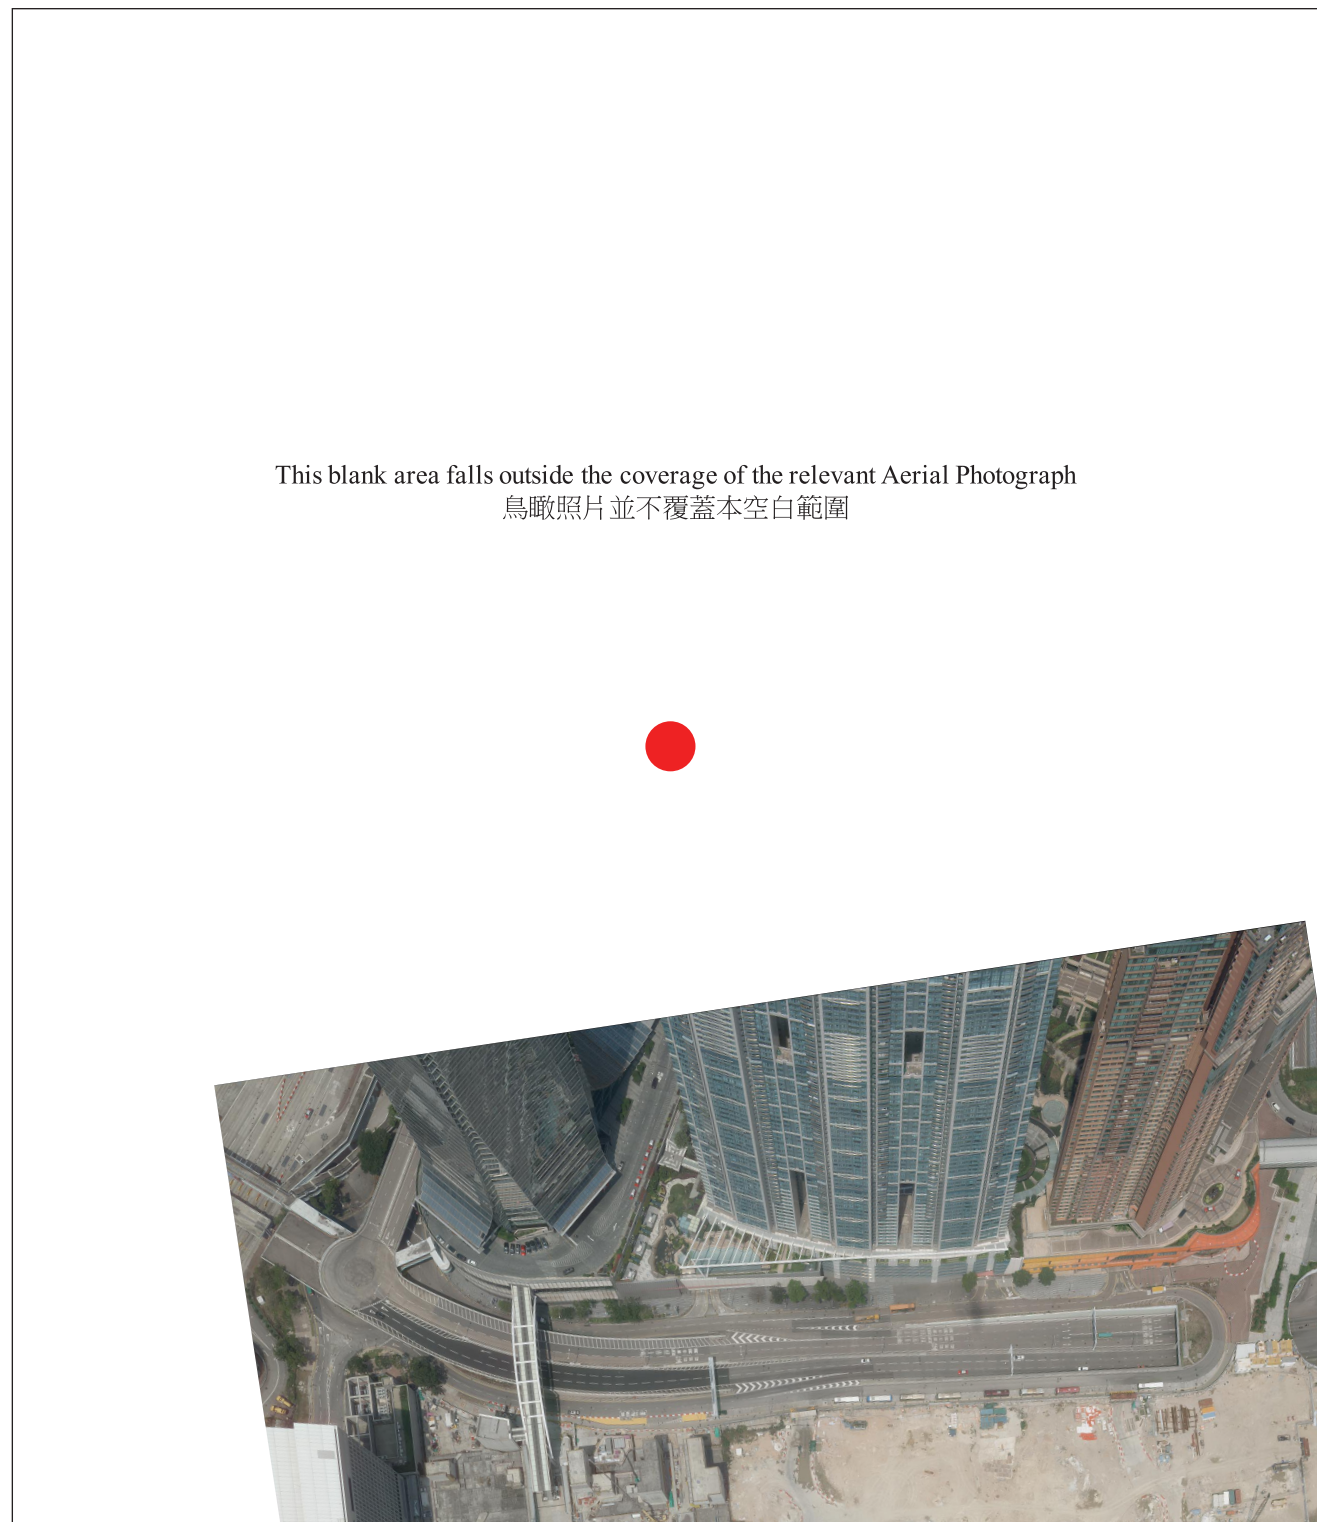 This blank area falls outside the coverage of the relevant Aerial Photograph
鳥瞰照片並不覆蓋本空白範圍